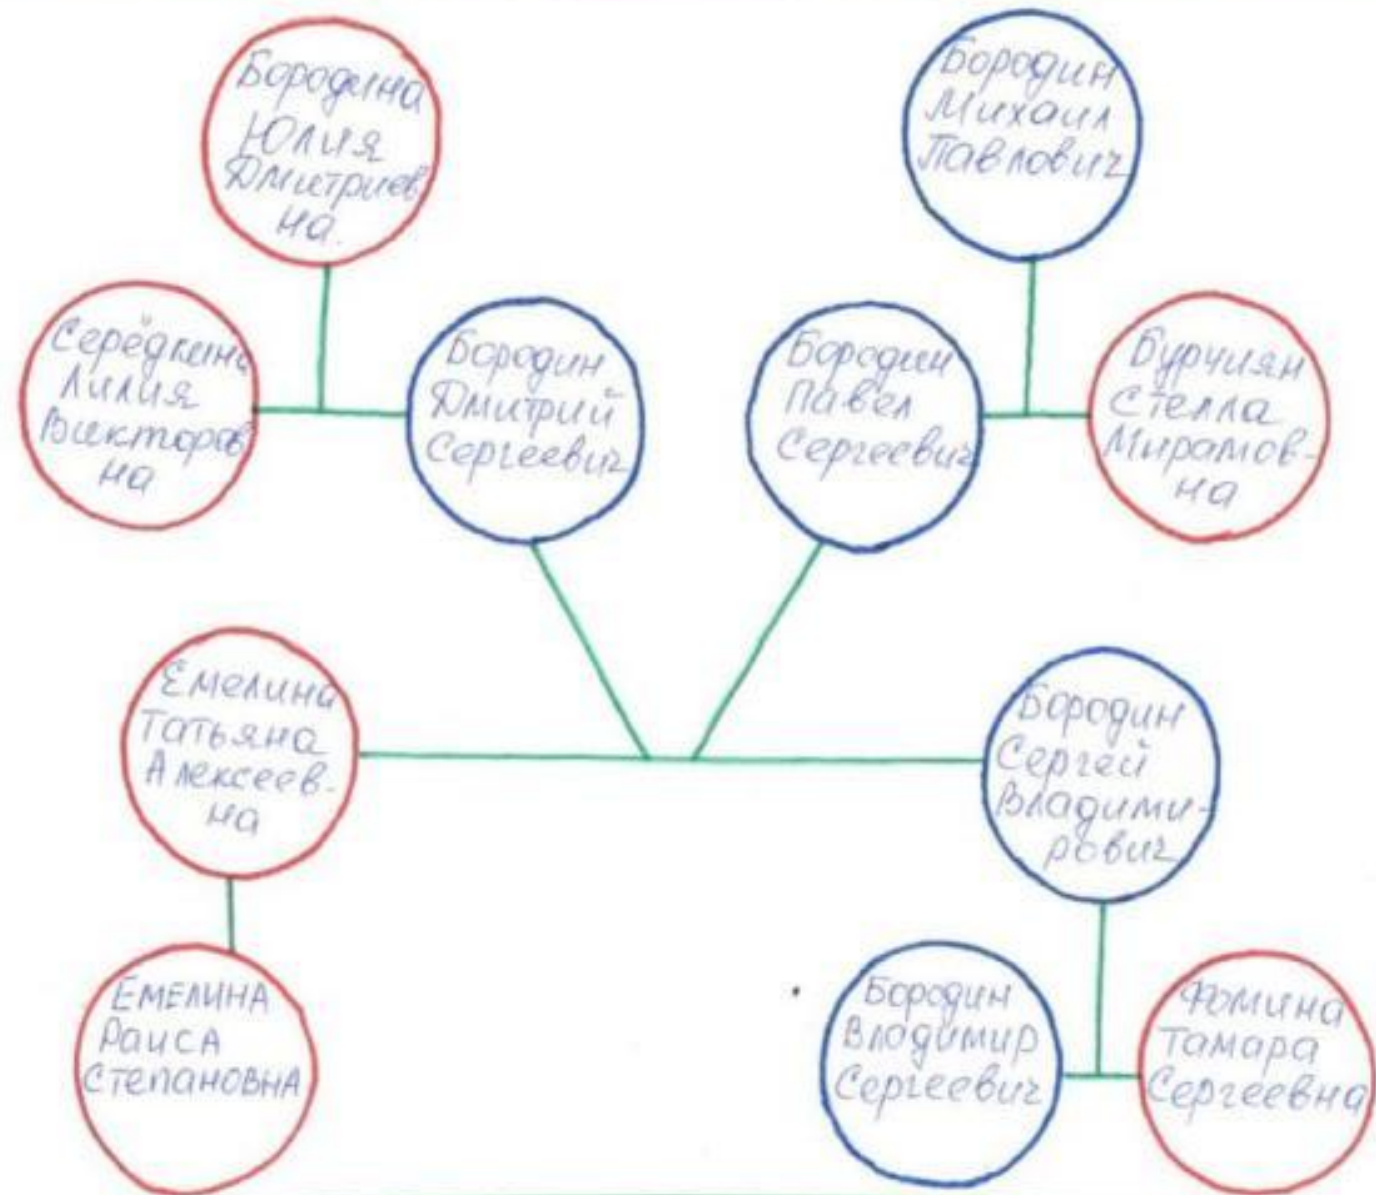 Бородина
Юлия
Дмитриев
на.
Бородин
Михаил
Павлович
Серёдкина
Лилия
Викторов
на
Бородин
Дмитрий
Сергеевич
Бородин
Павел
Сергеевич
Бурчиян
Стелла
Мирамов-
на
Емелина
Татьяна
Алексеев-
на
Бородин
Сергей
Владими-
рович
ЕМЕЛИНА
РАИСА
СТЕПАНОВНА
Бородин
Владимир
Сергеевич
Фомина
Тамара
Сергеевна